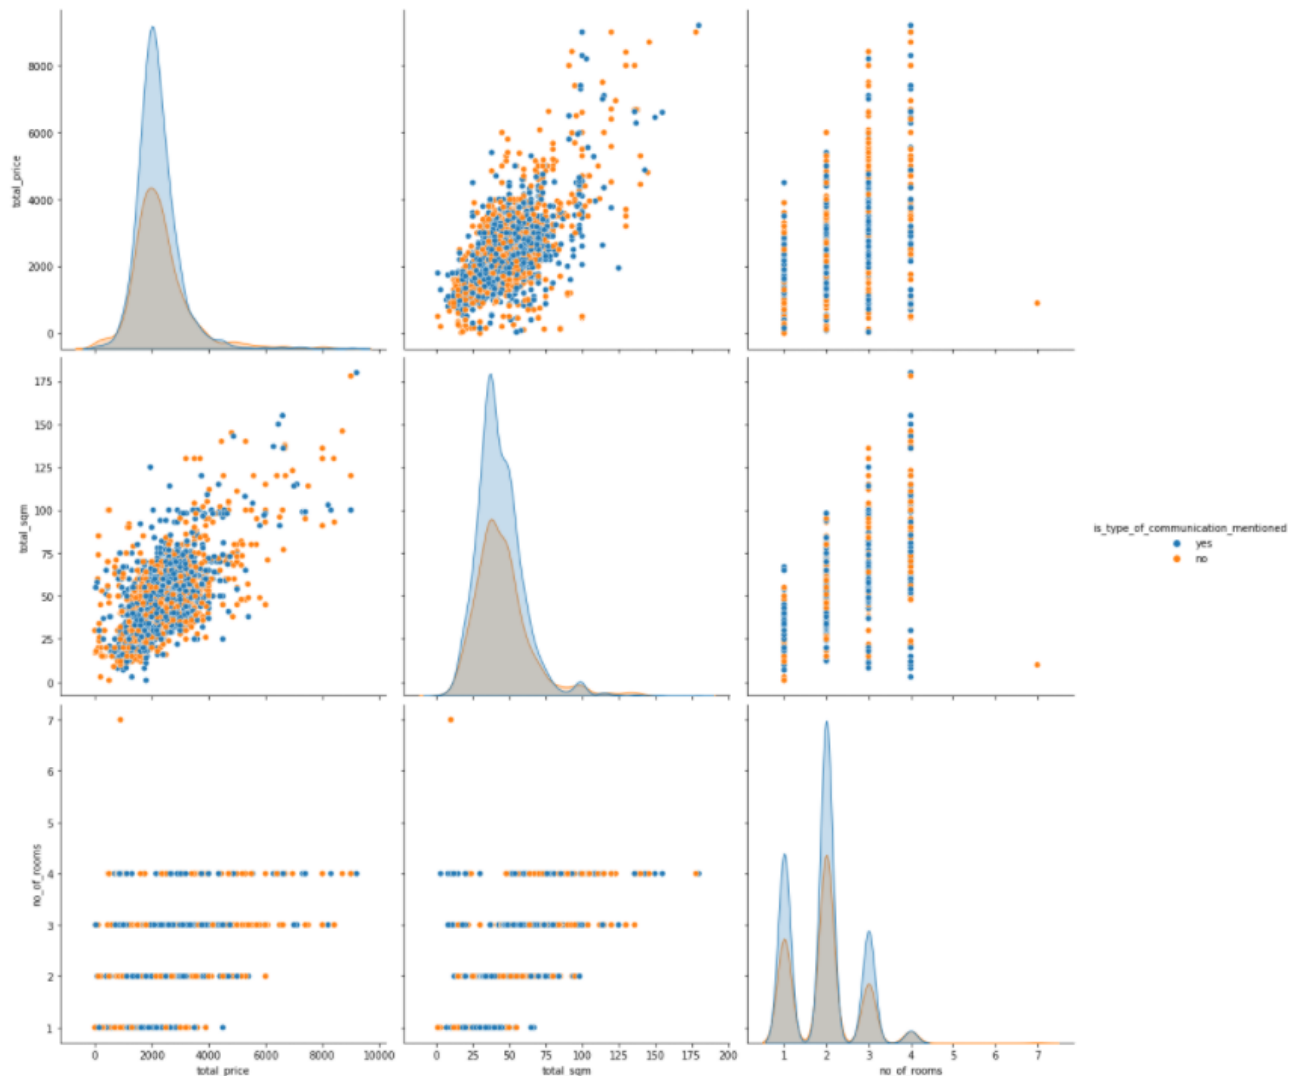 8000
6000
4000
2000
0
total_price
175
150
125
100
75
50
25
0
total_sqm
is_type_of_communication_mentioned
yes
no
7
6
5
4
3
2
1
no_of_rooms
0 2000 4000 6000 8000 10000
total_price
0 25 50 75 100 125 150 175 200
total_sqm
1 2 3 4 5 6 7
no_of_rooms